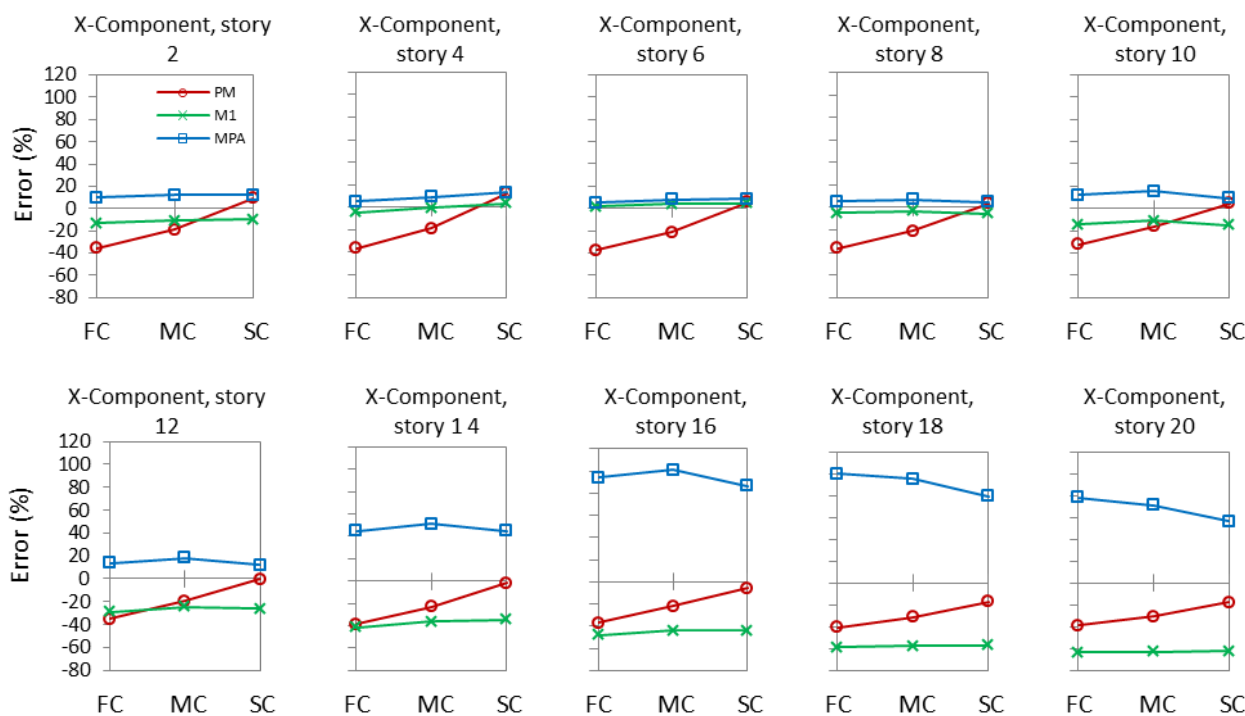 X-Component, story
2
X-Component,
story 4
X-Component,
story 6
X-Component,
story 8
X-Component,
story 10
Error (%)
120
100
80
60
40
20
0
-20
-40
-60
-80
PM
M1
MPA
FC MC SC
FC MC SC
FC MC SC
FC MC SC
FC MC SC
X-Component, story
12
X-Component,
story 1 4
X-Component,
story 16
X-Component,
story 18
X-Component,
story 20
Error (%)
120
100
80
60
40
20
0
-20
-40
-60
-80
FC MC SC
FC MC SC
FC MC SC
FC MC SC
FC MC SC